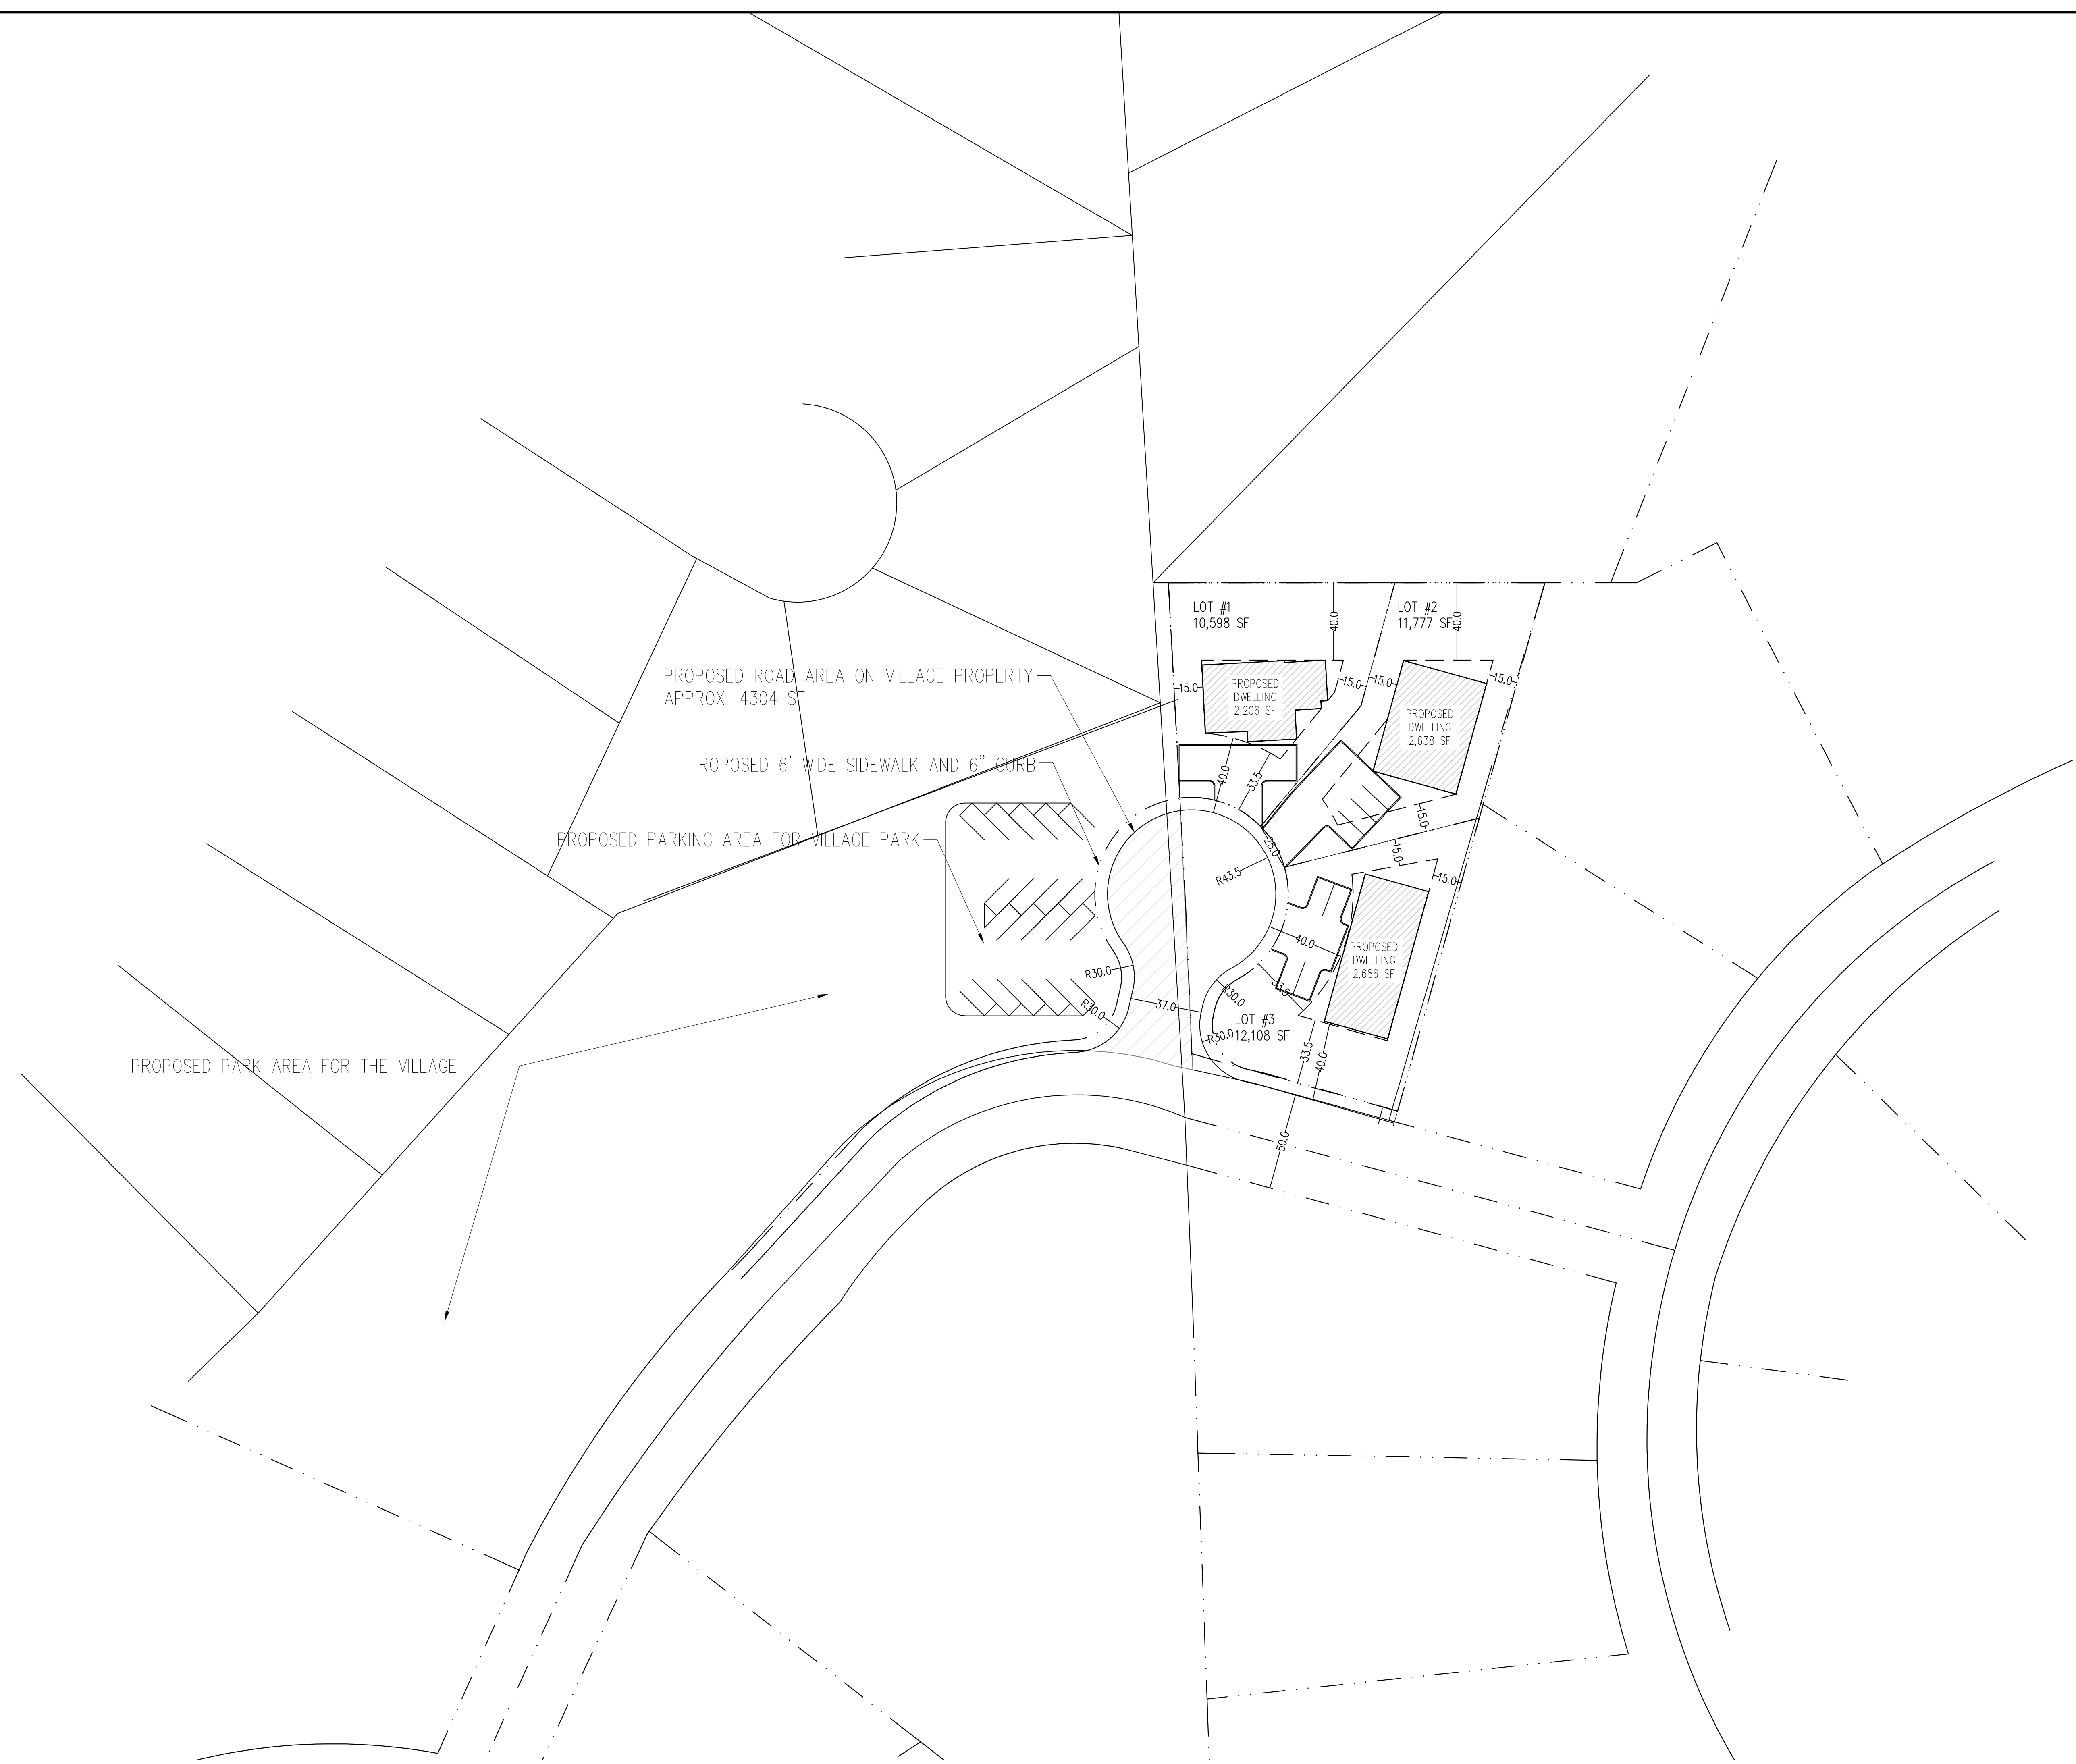 LOT #1
10,598 SF
40.0
LOT #2
11,777 SF
40.0
PROPOSED ROAD AREA ON VILLAGE PROPERTY
APPROX. 4304 SF
15.0
PROPOSED
DWELLING
2,206 SF
15.0
15.0
15.0
PROPOSED
DWELLING
2,638 SF
ROPOSED 6' WIDE SIDEWALK AND 6" CURB
40.0
33.5
15.0
PROPOSED PARKING AREA FOR VILLAGE PARK
25.0
15.0
R43.5
15.0
40.0
PROPOSED
DWELLING
2,686 SF
R30.0
33.5
R30.0
37.0
R30.0
LOT #3
12,108 SF
R30.0
33.5
40.0
PROPOSED PARK AREA FOR THE VILLAGE
50.0